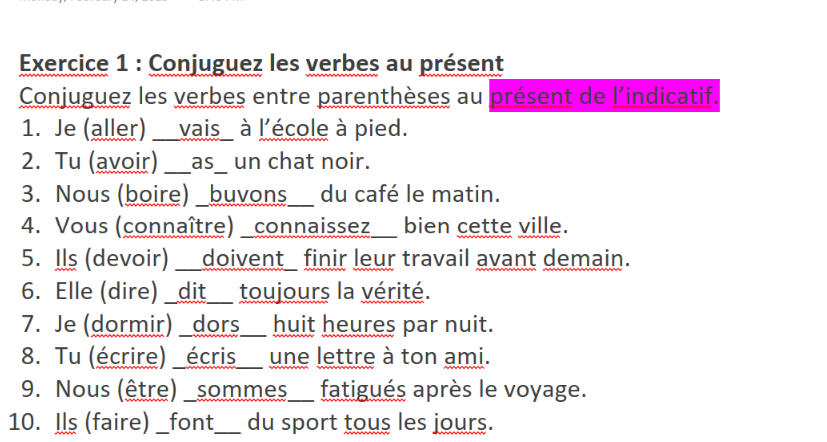 Exercice 1 : Conjuguez les verbes au présent
Conjuguez les verbes entre parenthèses au présent de l’indicatif.
1. Je (aller) __vais_ à l’école à pied.
2. Tu (avoir) __as_ un chat noir.
3. Nous (boire) _buvons__ du café le matin.
4. Vous (connaître) _connaissez__ bien cette ville.
5. Ils (devoir) __doivent_ finir leur travail avant demain.
6. Elle (dire) _dit__ toujours la vérité.
7. Je (dormir) _dors__ huit heures par nuit.
8. Tu (écrire) _écris__ une lettre à ton ami.
9. Nous (être) _sommes__ fatigués après le voyage.
10. Ils (faire) _font__ du sport tous les jours.